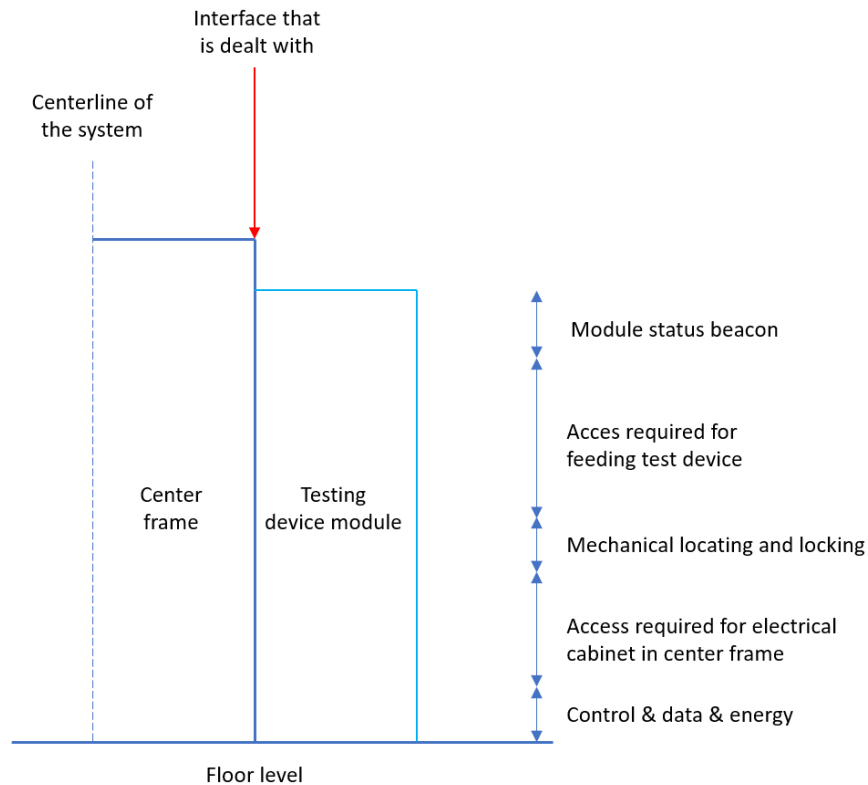 Interface that
is dealt with
Centerline of
the system
Module status beacon
Acces required for
feeding test device
Center
frame
Testing
device module
Mechanical locating and locking
Access required for electrical
cabinet in center frame
Control & data & energy
Floor level